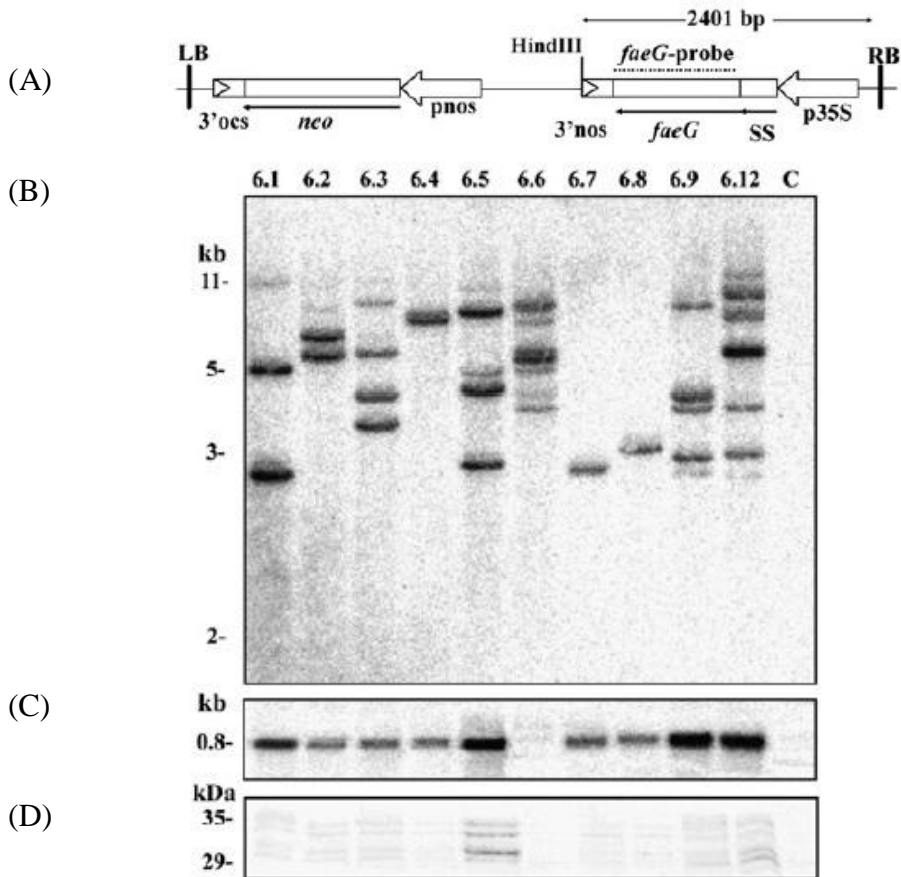 (A)
2401 bp
HindIII
faeG-probe
LB
RB
pnos
p35S
3'ocs
neo
3'nos
faeG
SS
(B)
6.1 6.2 6.3 6.4 6.5 6.6 6.7 6.8 6.9 6.12 C
kb
11-
5-
3-
2-
(C)
kb
0.8-
(D)
kDa
35-
29-